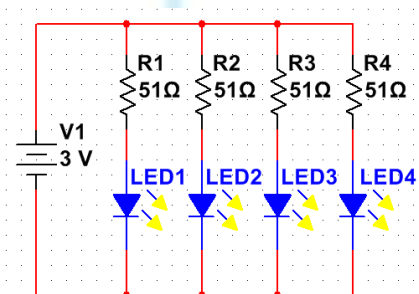 R1 R2 R3 R4
51Ω 51Ω 51Ω 51Ω
V1
3 V
LED1 LED2 LED3 LED4